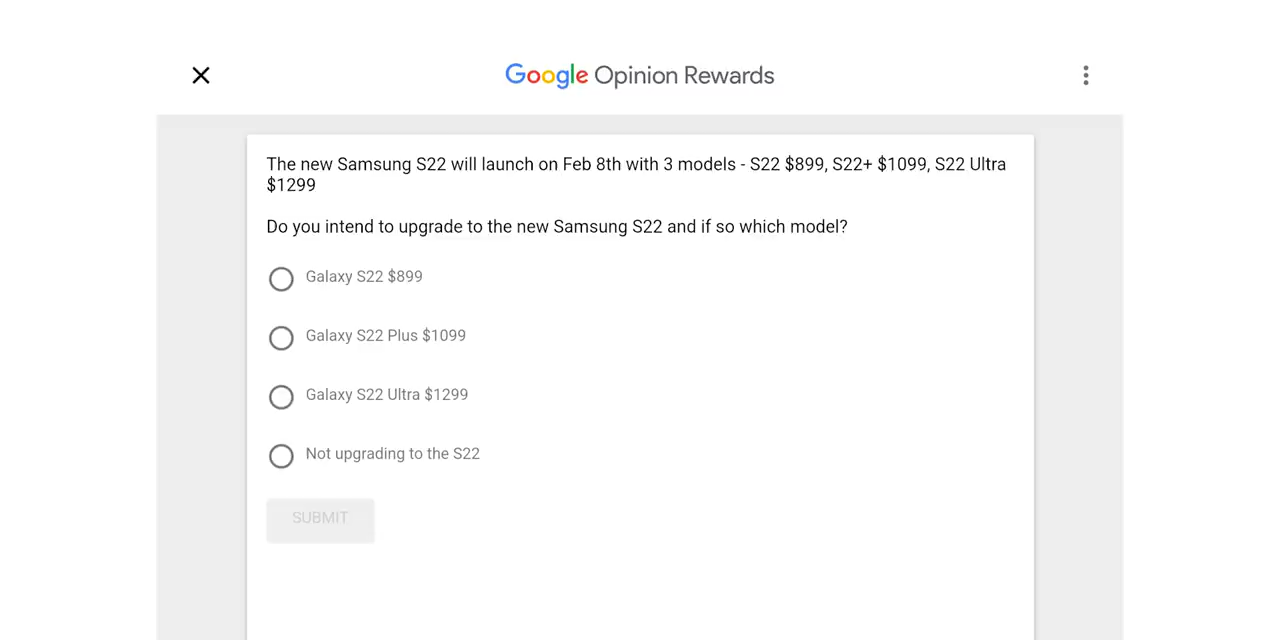 Google Opinion Rewards
The new Samsung S22 will launch on Feb 8th with 3 models - S22 $899, S22+ $1099, S22 Ultra
$1299
Do you intend to upgrade to the new Samsung S22 and if so which model?
Galaxy S22 $899
Galaxy S22 Plus $1099
Galaxy S22 Ultra $1299
Not upgrading to the S22
SUBMIT